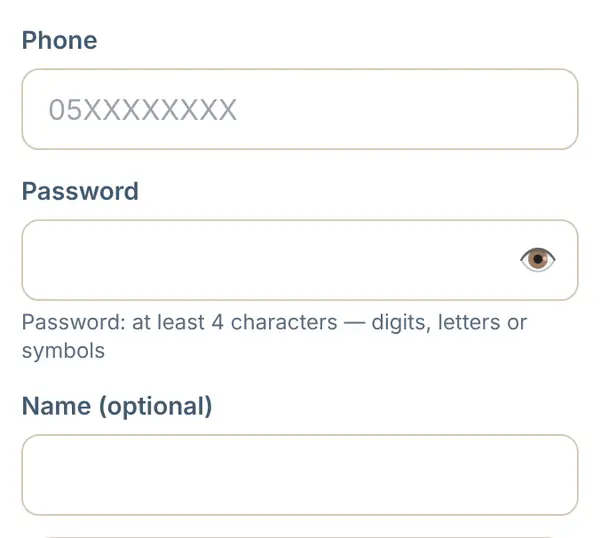 Phone
05XXXXXXXX
Password
Password: at least 4 characters — digits, letters or
symbols
Name (optional)